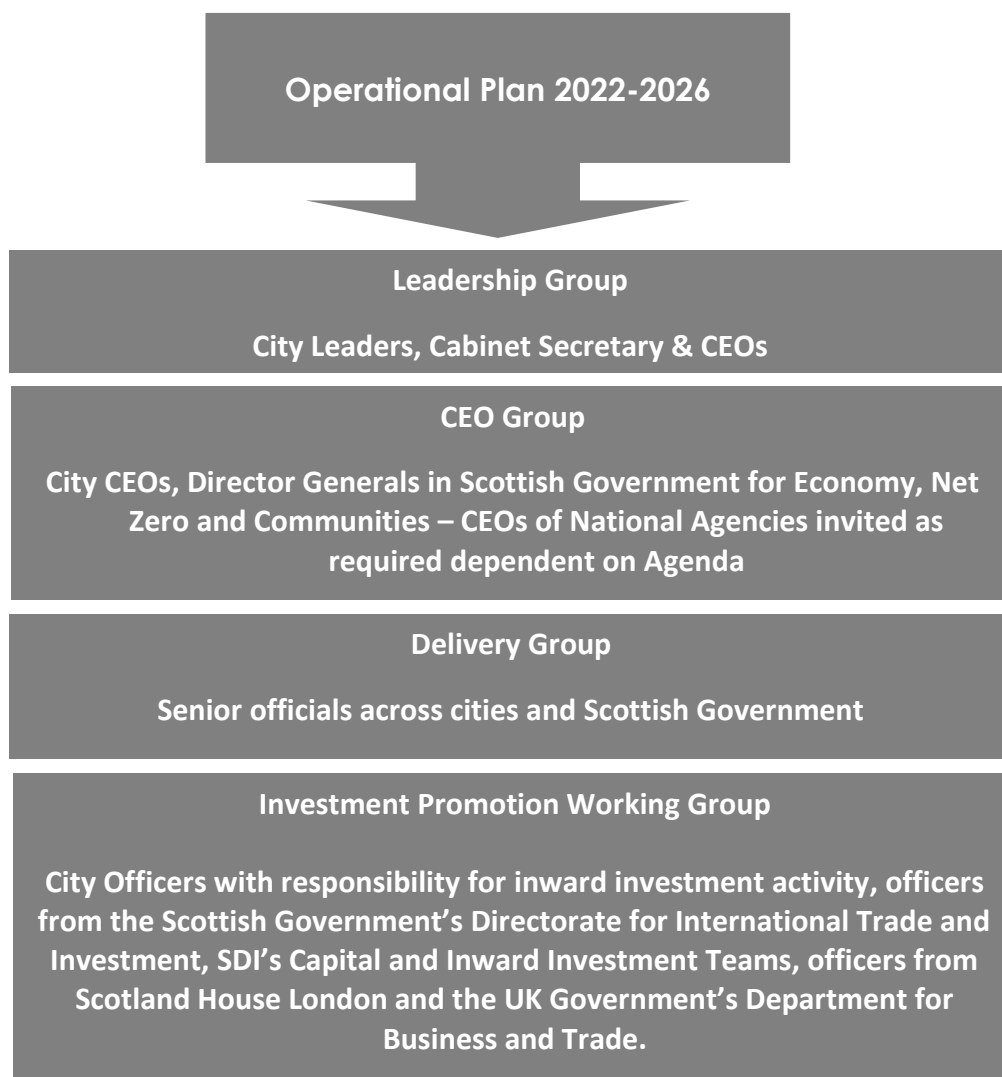 Operational Plan 2022-2026
Leadership Group
City Leaders, Cabinet Secretary & CEOs
CEO Group
City CEOs, Director Generals in Scottish Government for Economy, Net
Zero and Communities – CEOs of National Agencies invited as
required dependent on Agenda
Delivery Group
Senior officials across cities and Scottish Government
Investment Promotion Working Group
City Officers with responsibility for inward investment activity, officers
from the Scottish Government’s Directorate for International Trade and
Investment, SDI’s Capital and Inward Investment Teams, officers from
Scotland House London and the UK Government’s Department for
Business and Trade.